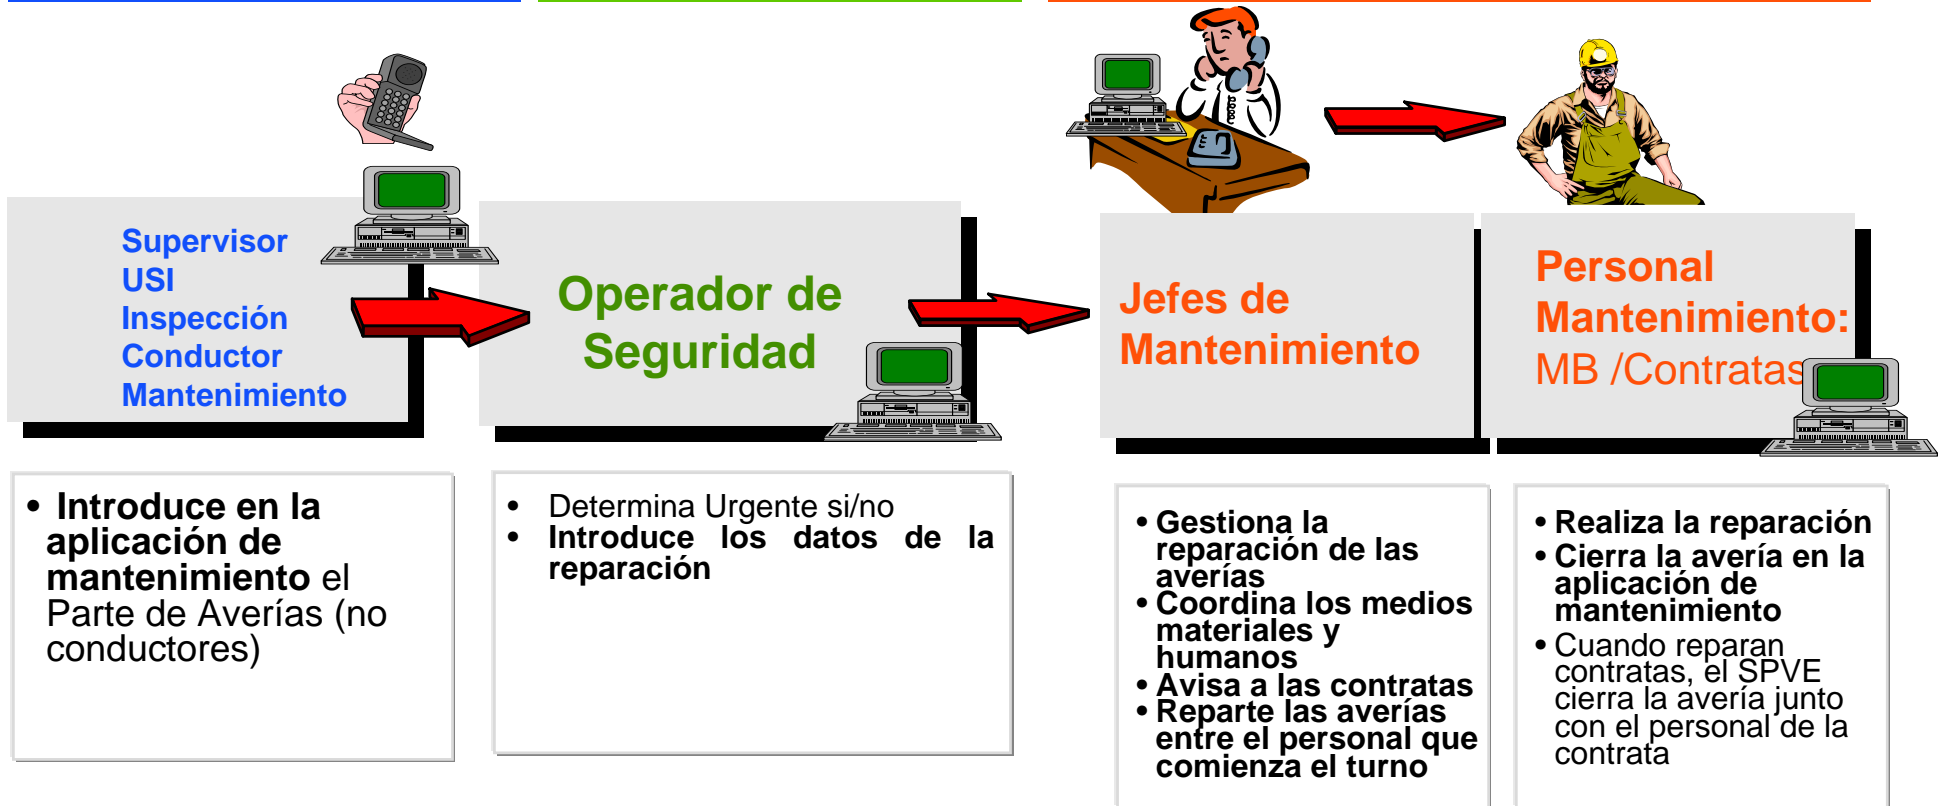 Supervisor
USI
Inspección
Conductor
Mantenimiento
Operador de
Seguridad
Jefes de
Mantenimiento
Personal
Mantenimiento:
MB /Contratas
• Introduce en la
aplicación de
mantenimiento el
Parte de Averías (no
conductores)
• Determina Urgente si/no
• Introduce los datos de la
reparación
• Gestiona la
reparación de las
averías
• Coordina los medios
materiales y
humanos
• Avisa a las contratas
• Reparte las averías
entre el personal que
comienza el turno
• Realiza la reparación
• Cierra la avería en la
aplicación de
mantenimiento
• Cuando reparan
contratas, el SPVE
cierra la avería junto
con el personal de la
contrata